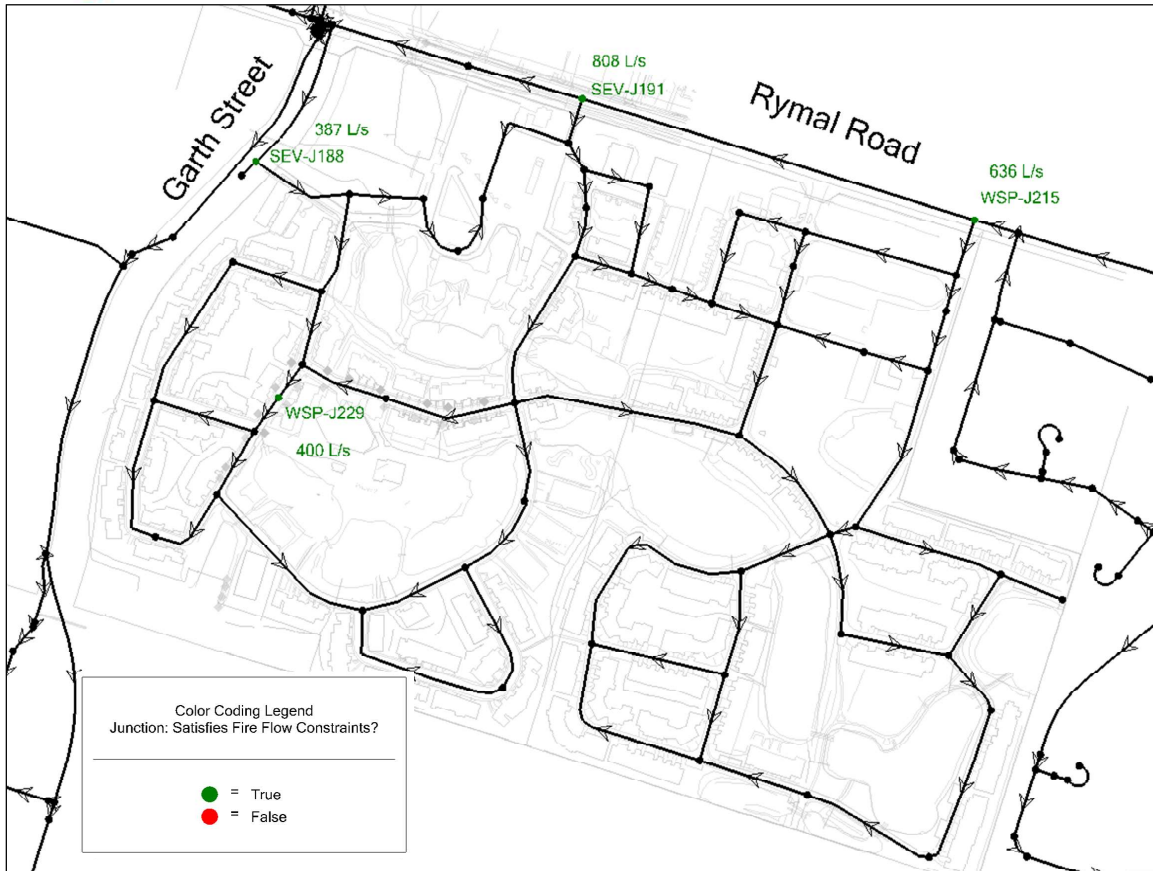 808 L/s
SEV-J191
Rymal Road
Garth Street
387 L/s
SEV-J188
636 L/s
WSP-J215
WSP-J229
400 L/s
Color Coding Legend
Junction: Satisfies Fire Flow Constraints?
= True
= False